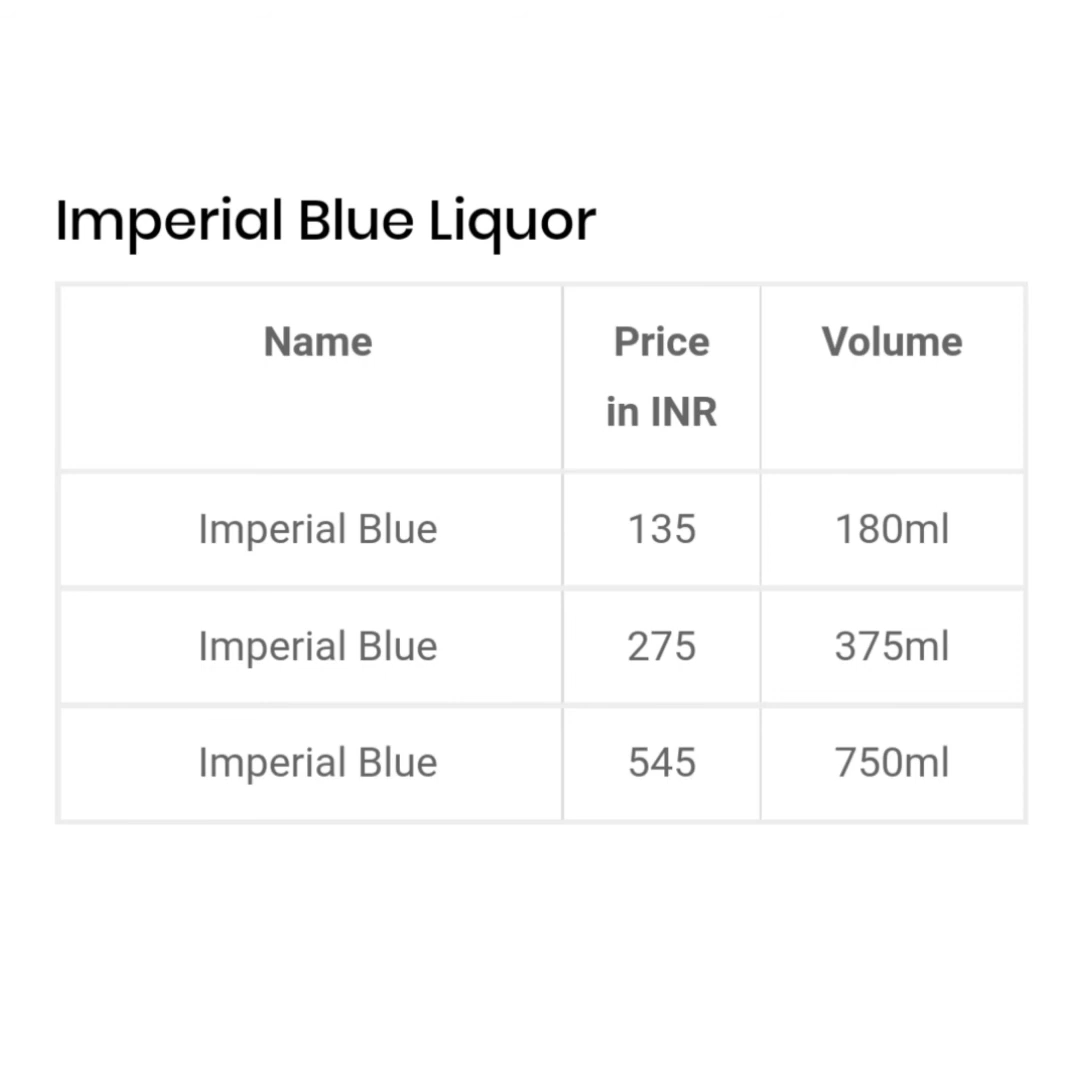 Imperial Blue Liquor
Name Price Volume
in INR
Imperial Blue 135 180ml
Imperial Blue 275 375ml
Imperial Blue 545 750ml